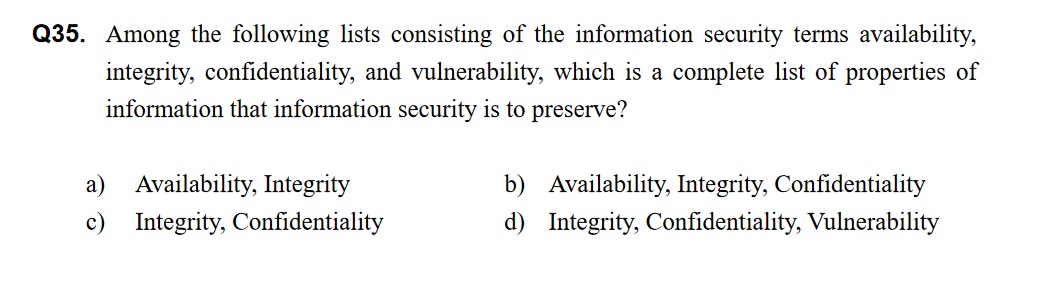 Q35. Among the following lists consisting of the information security terms availability,
integrity, confidentiality, and vulnerability, which is a complete list of properties of
information that information security is to preserve?
a) Availability, Integrity b) Availability, Integrity, Confidentiality
c) Integrity, Confidentiality d) Integrity, Confidentiality, Vulnerability